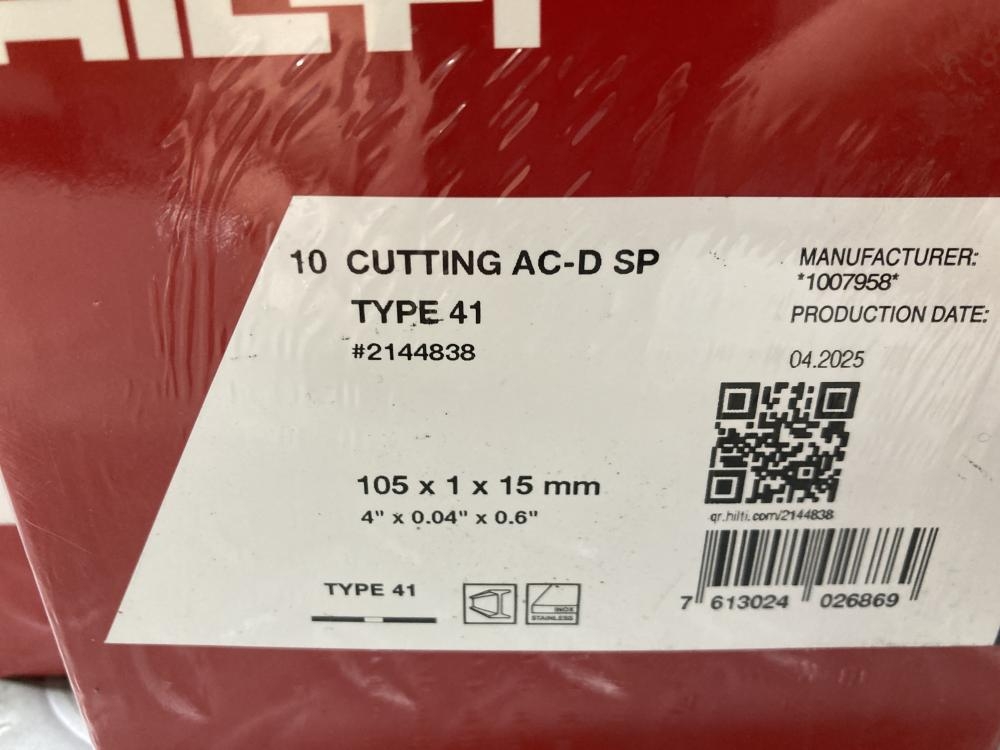 HILTI
10 CUTTING AC-D SP
TYPE 41
#2144838
105 x 1 x 15 mm
4" x 0.04" x 0.6"
TYPE 41
INOX
STAINLESS
MANUFACTURER:
*1007958*
PRODUCTION DATE:
04.2025
qr.hilti.com/2144838
7 613024 026869